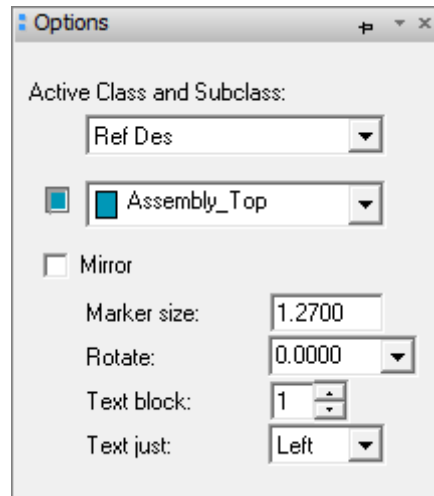 Options
Active Class and Subclass:
Ref Des
Assembly_Top
Mirror
Marker size: 1.2700
Rotate: 0.0000
Text block: 1
Text just: Left